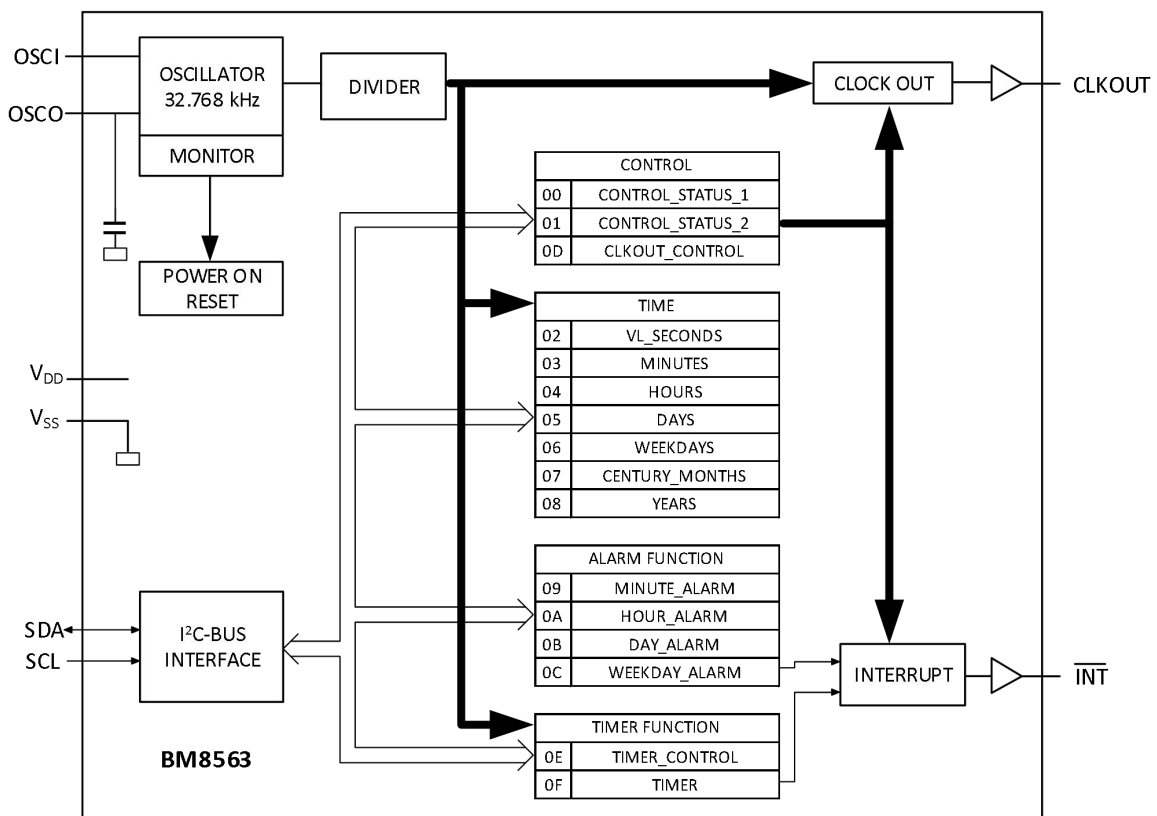 OSCI
OSCO
OSCILLATOR
32.768 kHz
MONITOR
DIVIDER
CLOCK OUT
CLKOUT
POWER ON
RESET
CONTROL
00 CONTROL_STATUS_1
01 CONTROL_STATUS_2
0D CLKOUT_CONTROL
TIME
02 VL_SECONDS
03 MINUTES
04 HOURS
05 DAYS
06 WEEKDAYS
07 CENTURY_MONTHS
08 YEARS
VDD
VSS
ALARM FUNCTION
09 MINUTE_ALARM
0A HOUR_ALARM
0B DAY_ALARM
0C WEEKDAY_ALARM
SDA
SCL
I²C-BUS
INTERFACE
INTERRUPT
INT
TIMER FUNCTION
0E TIMER_CONTROL
0F TIMER
BM8563